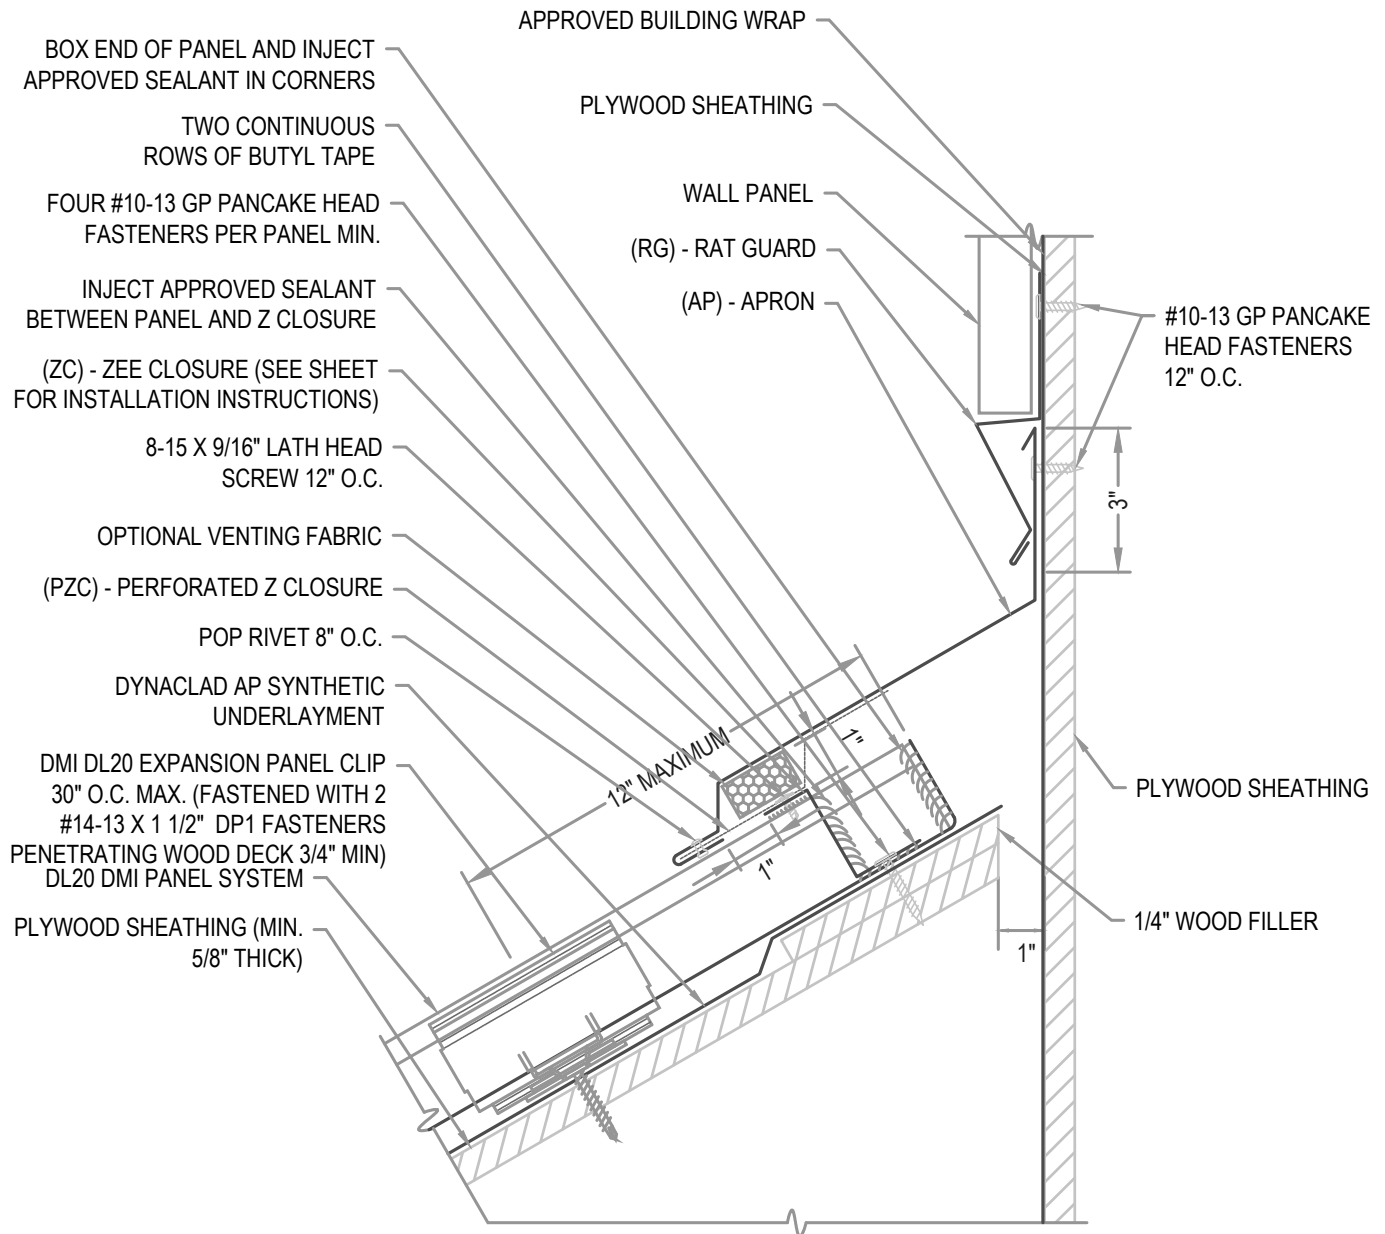 APPROVED BUILDING WRAP
BOX END OF PANEL AND INJECT
APPROVED SEALANT IN CORNERS
PLYWOOD SHEATHING
TWO CONTINUOUS
ROWS OF BUTYL TAPE
WALL PANEL
FOUR #10-13 GP PANCAKE HEAD
FASTENERS PER PANEL MIN.
(RG) - RAT GUARD
INJECT APPROVED SEALANT
BETWEEN PANEL AND Z CLOSURE
(AP) - APRON
#10-13 GP PANCAKE
HEAD FASTENERS
12" O.C.
(ZC) - ZEE CLOSURE (SEE SHEET
FOR INSTALLATION INSTRUCTIONS)
8-15 X 9/16" LATH HEAD
SCREW 12" O.C.
3"
OPTIONAL VENTING FABRIC
(PZC) - PERFORATED Z CLOSURE
POP RIVET 8" O.C.
DYNACLAD AP SYNTHETIC
UNDERLAYMENT
12" MAXIMUM
1"
1"
DMI DL20 EXPANSION PANEL CLIP
30" O.C. MAX. (FASTENED WITH 2
#14-13 X 1 1/2" DP1 FASTENERS
PENETRATING WOOD DECK 3/4" MIN)
PLYWOOD SHEATHING
DL20 DMI PANEL SYSTEM
PLYWOOD SHEATHING (MIN.
5/8" THICK)
1/4" WOOD FILLER
1"